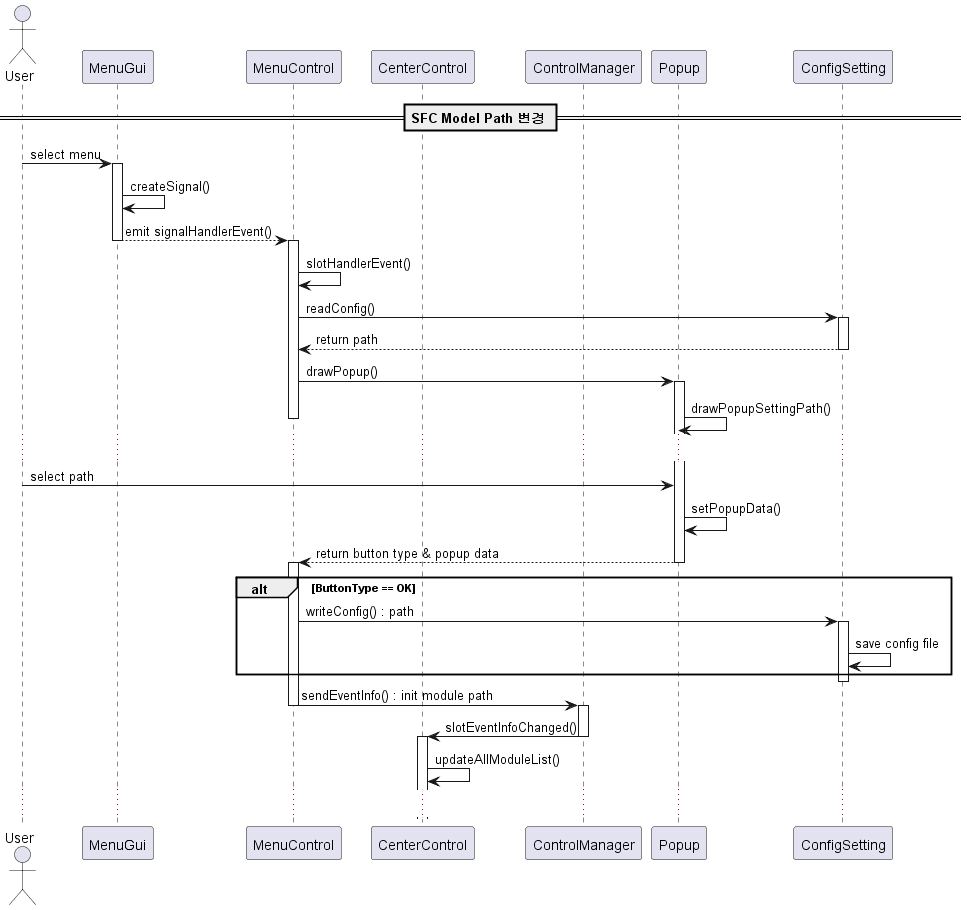 User
MenuGui
MenuControl
CenterControl
ControlManager
Popup
ConfigSetting
SFC Model Path 변경
select menu
createSignal()
emit signalHandlerEvent()
slotHandlerEvent()
readConfig()
return path
drawPopup()
drawPopupSettingPath()
select path
setPopupData()
return button type & popup data
alt
[ButtonType == OK]
writeConfig() : path
save config file
sendEventInfo() : init module path
slotEventInfoChanged()
updateAllModuleList()
User
MenuGui
MenuControl
CenterControl
ControlManager
Popup
ConfigSetting